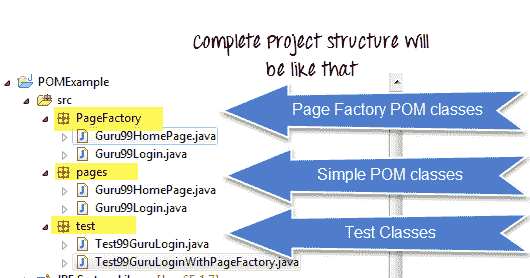 Complete Project structure will
be like that
POMExample
src
PageFactory
Page Factory POM classes
Guru99HomePage.java
Guru99Login.java
pages
Simple POM classes
Guru99HomePage.java
Guru99Login.java
test
Test Classes
Test99GuruLogin.java
Test99GuruLoginWithPageFactory.java